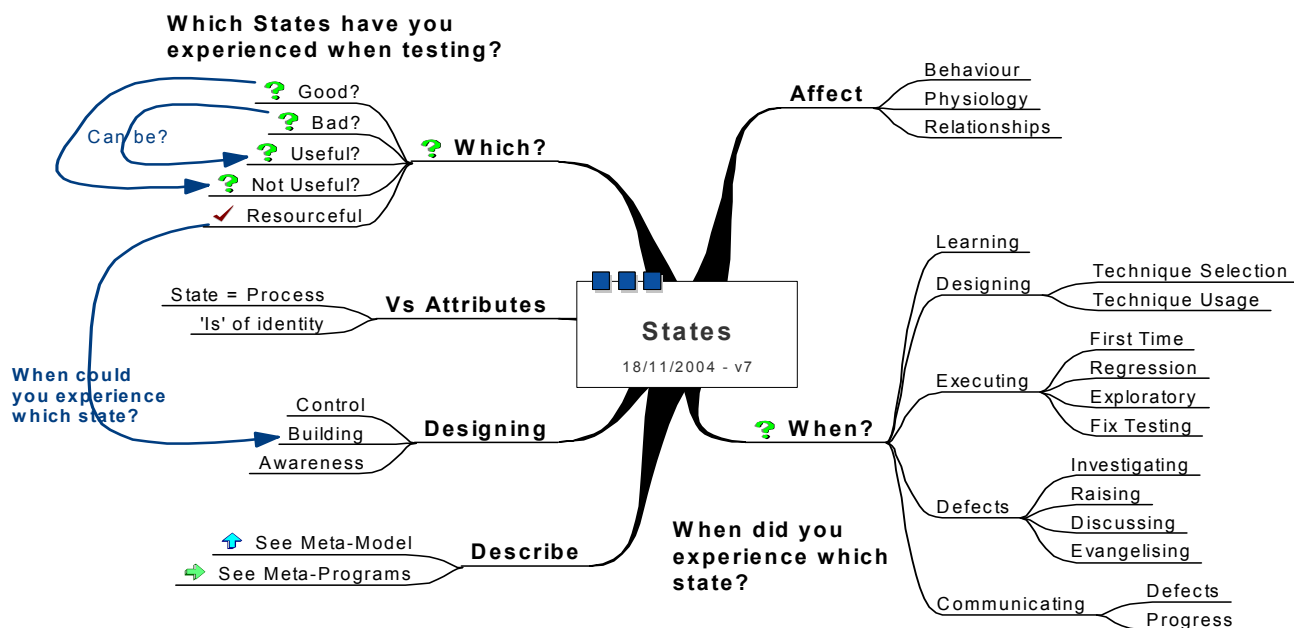 Which States have you
experienced when testing?
Good?
Bad?
Can be?
Useful?
Not Useful?
Resourceful
Which?
Affect
Behaviour
Physiology
Relationships
State = Process
'Is' of identity
Vs Attributes
States
18/11/2004 - v7
When could
you experience
which state?
Control
Building
Awareness
Designing
See Meta-Model
See Meta-Programs
Describe
When did you
experience which
state?
When?
Learning
Designing
Technique Selection
Technique Usage
Executing
First Time
Regression
Exploratory
Fix Testing
Defects
Investigating
Raising
Discussing
Evangelising
Communicating
Defects
Progress